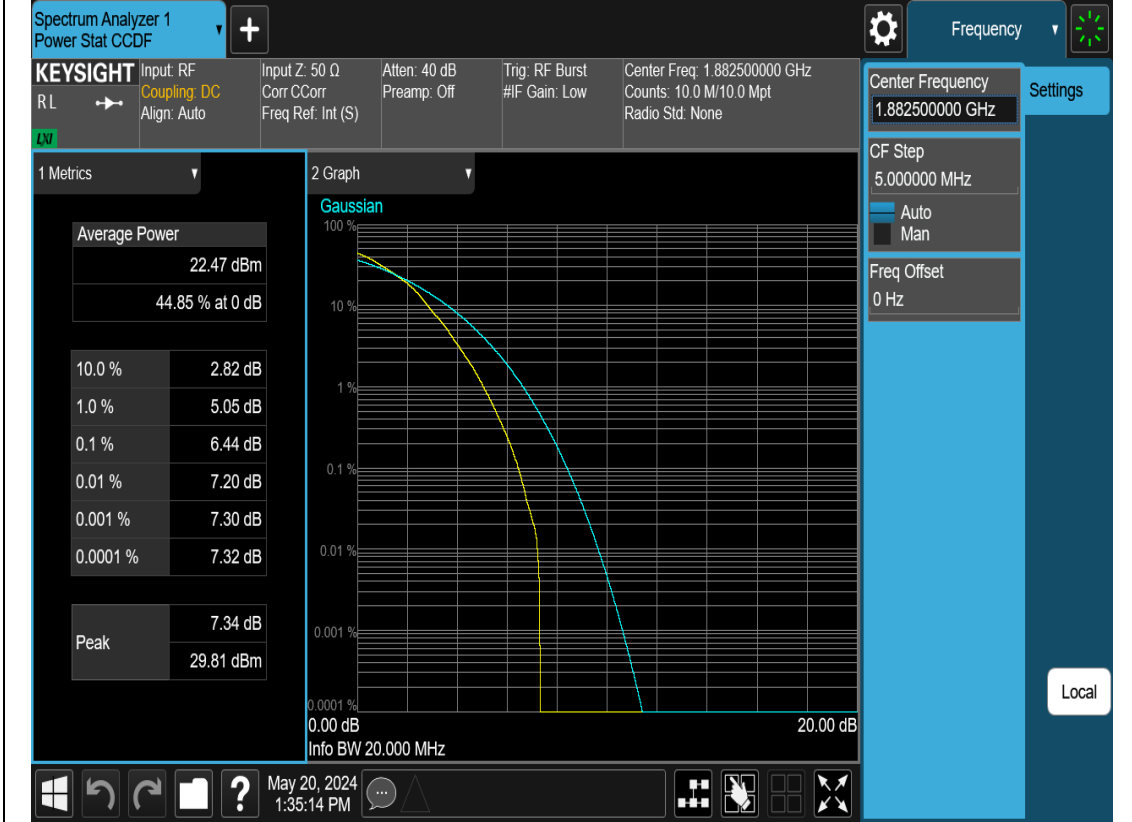 Spectrum Analyzer 1
Power Stat CCDF
Frequency
KEYSIGHT
RL
LXI
Input: RF
Coupling: DC
Align: Auto
Input Z: 50 Ω
Corr CCorr
Freq Ref: Int (S)
Atten: 40 dB
Preamp: Off
Trig: RF Burst
#IF Gain: Low
Center Freq: 1.882500000 GHz
Counts: 10.0 M/10.0 Mpt
Radio Std: None
1 Metrics
Average Power
22.47 dBm
44.85 % at 0 dB
10.0 % 2.82 dB
1.0 % 5.05 dB
0.1 % 6.44 dB
0.01 % 7.20 dB
0.001 % 7.30 dB
0.0001 % 7.32 dB
Peak
7.34 dB
29.81 dBm
2 Graph
Gaussian
100 %
10 %
1 %
0.1 %
0.01 %
0.001 %
0.0001 %
0.00 dB 20.00 dB
Info BW 20.000 MHz
Center Frequency
1.882500000 GHz
Settings
CF Step
5.000000 MHz
Auto
Man
Freq Offset
0 Hz
Local
?
May 20, 2024
1:35:14 PM